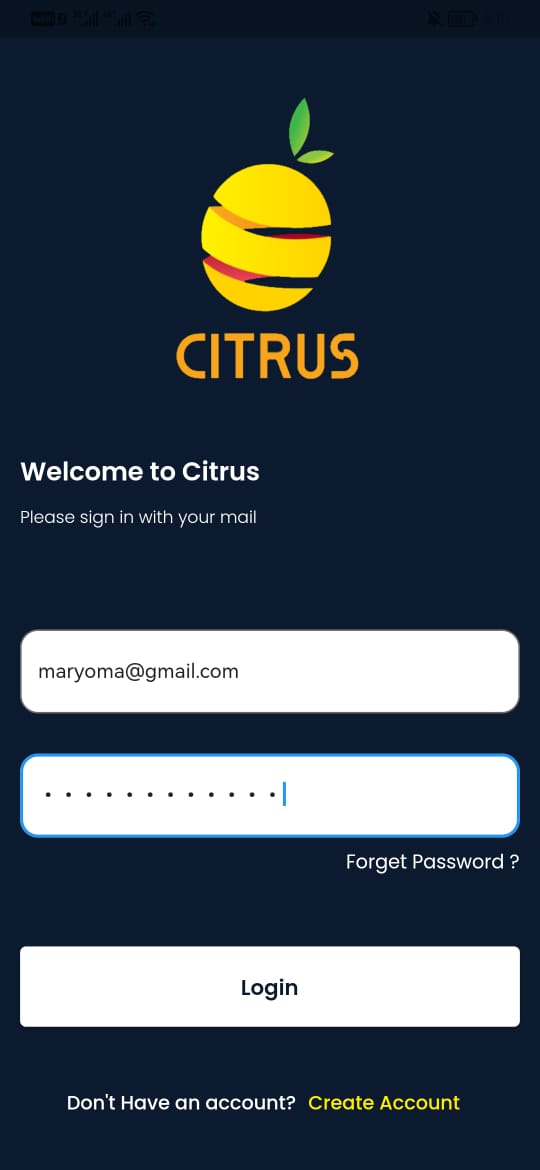 CITRUS
Welcome to Citrus
Please sign in with your mail
maryoma@gmail.com
• • • • • • • • • • • •
Forget Password ?
Login
Don't Have an account? Create Account